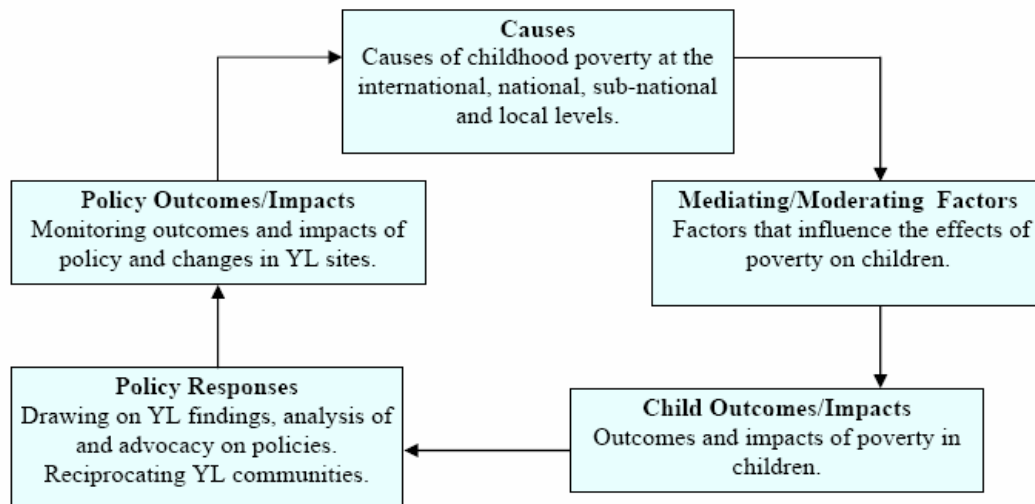 Causes
Causes of childhood poverty at the
international, national, sub-national
and local levels.
Policy Outcomes/Impacts
Monitoring outcomes and impacts of
policy and changes in YL sites.
Mediating/Moderating Factors
Factors that influence the effects of
poverty on children.
Policy Responses
Drawing on YL findings, analysis of
and advocacy on policies.
Reciprocating YL communities.
Child Outcomes/Impacts
Outcomes and impacts of poverty in
children.